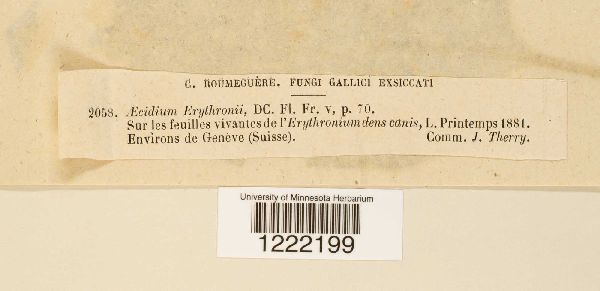 C. ROUMEGUÈRE. FUNGI GALLICI EXSICCATI
2058. Æcidium Erythronii, DC. Fl. Fr. v, p. 70.
Sur les feuilles vivantes de l'Erythronium dens canis, L. Printemps 1881.
Environs de Genève (Suisse). Comm. J. Therry.
University of Minnesota Herbarium
1222199